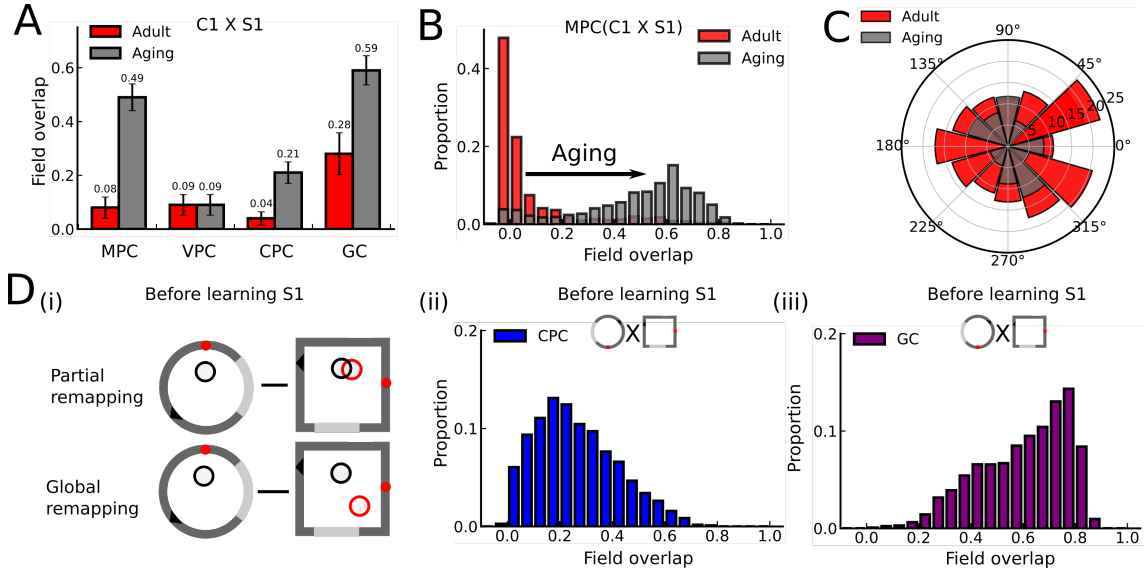 A
C1 X S1
Adult
Aging
Field overlap
0.6
0.4
0.2
0.0
0.08
0.49
0.09
0.09
0.04
0.21
0.28
0.59
MPC
VPC
CPC
GC
B
MPC(C1 X S1)
Adult
Aging
Proportion
0.4
0.2
0.0
Aging
0.0
0.2
0.4
0.6
0.8
1.0
Field overlap
C
Adult
Aging
90°
135°
45°
180°
0°
225°
315°
270°
5
10
15
20
25
D
(i)
Before learning S1
Partial
remapping
Global
remapping
(ii)
Before learning S1
CPC
X
Proportion
0.2
0.1
0.0
0.0
0.2
0.4
0.6
0.8
1.0
Field overlap
(iii)
Before learning S1
GC
X
Proportion
0.2
0.1
0.0
0.0
0.2
0.4
0.6
0.8
1.0
Field overlap